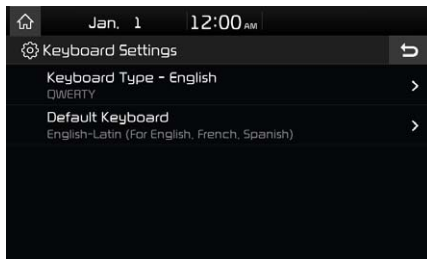 Jan. 1 12:00 AM
Keyboard Settings
Keyboard Type - English
QWERTY
Default Keyboard
English-Latin (For English, French, Spanish)